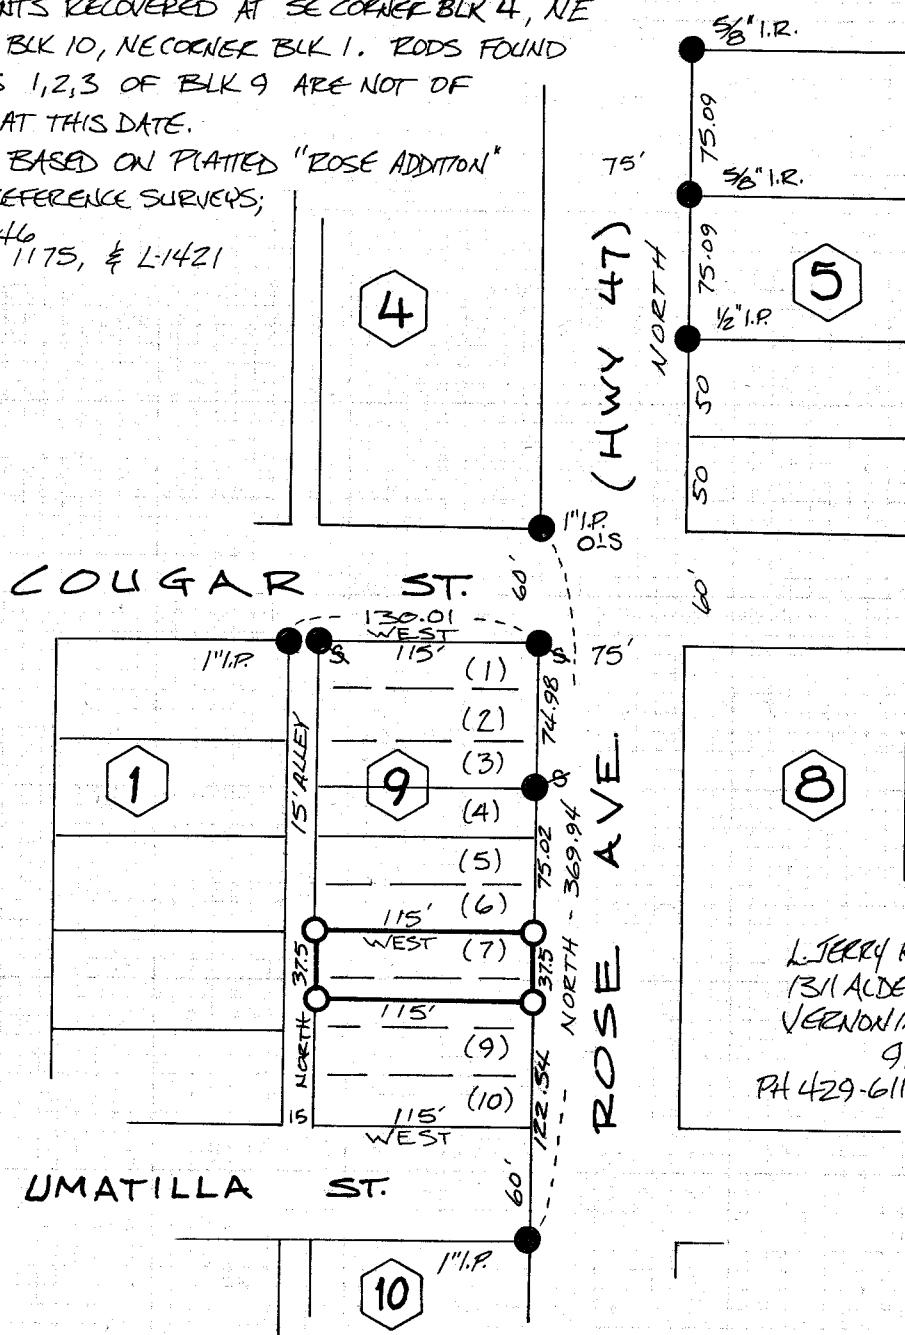 RECOVERED AT SE CORNER BLK 4, NE
BLK 10, NE CORNER BLK 1. RODS FOUND
1,2,3 OF BLK 9 ARE NOT OF
AT THIS DATE.
BASED ON PLATTED "ROSE ADDITION"
REFERENCE SURVEYS;
1175, & L-1421
5/8" I.R.
75.09
75'
5/8" I.R.
75.09
(HWY 47)
NORTH
4
5
1/2" I.P.
50
50
1" I.P.
OLS
COUGAR ST.
60'
60'
130.01
WEST
115'
1" I.P.
S
S
75'
(1)
74.98
(2)
(3)
15' ALLEY
1
9
8
S
(4)
75.02
(5)
NORTH - 369.94
ROSE AVE.
(6)
115'
WEST
(7)
37.5
37.5
115'
NORTH
(9)
(10)
122.54
15
115'
WEST
L. JERRY
1311 ALDE
VERNONI
9
PH 429-611
UMATILLA ST.
60'
1" I.P.
10